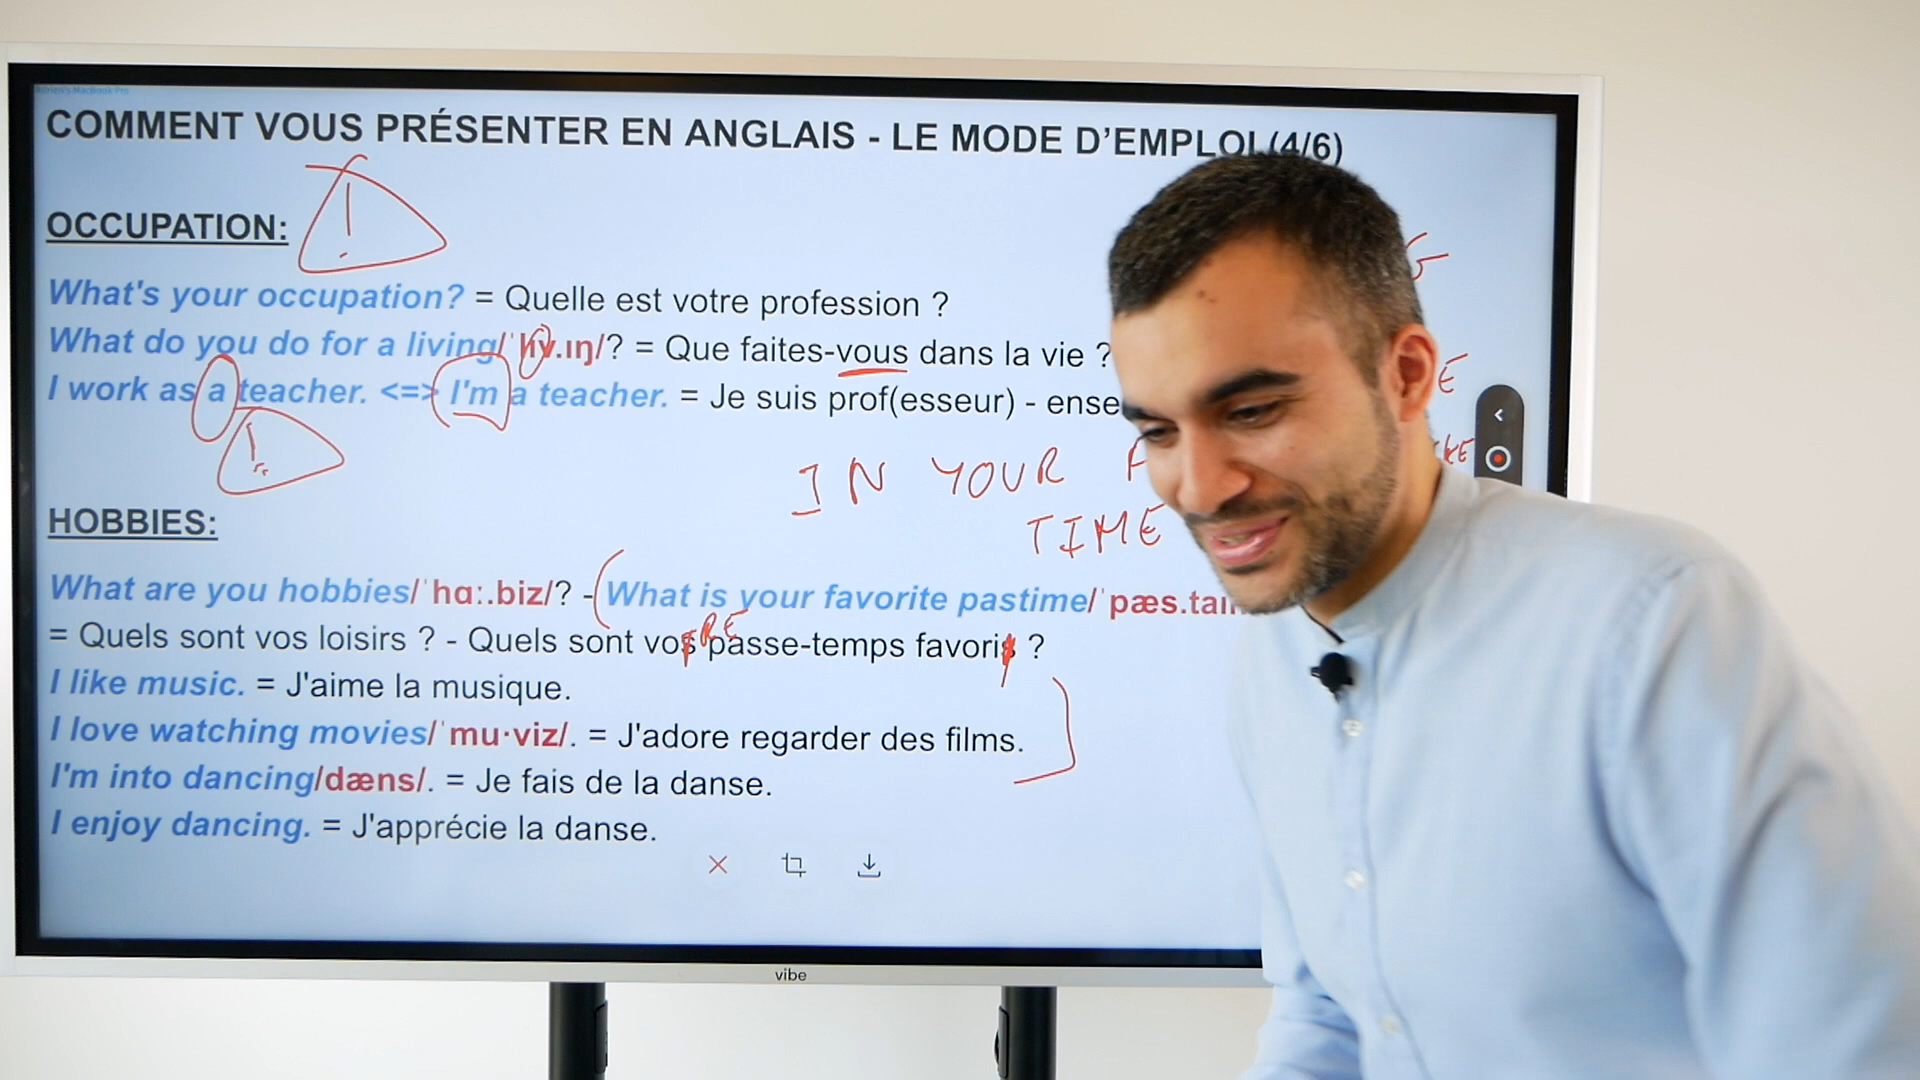 Adrien's MacBook Pro
COMMENT VOUS PRÉSENTER EN ANGLAIS - LE MODE D'EMPLOI (4/6)
OCCUPATION:
What's your occupation? = Quelle est votre profession ?
What do you do for a living/ˈlɪv.ɪŋ/? = Que faites-vous dans la vie ?
I work as a teacher. <=> I'm a teacher. = Je suis prof(esseur) - ense
IN YOUR
TIME
HOBBIES:
What are you hobbies/ˈhɑː.biz/? - What is your favorite pastime/ˈpæs.taɪ
RE
= Quels sont vos loisirs ? - Quels sont vos passe-temps favoris ?
I like music. = J'aime la musique.
I love watching movies/ˈmu·viz/. = J'adore regarder des films.
I'm into dancing/dæns/. = Je fais de la danse.
I enjoy dancing. = J'apprécie la danse.
vibe